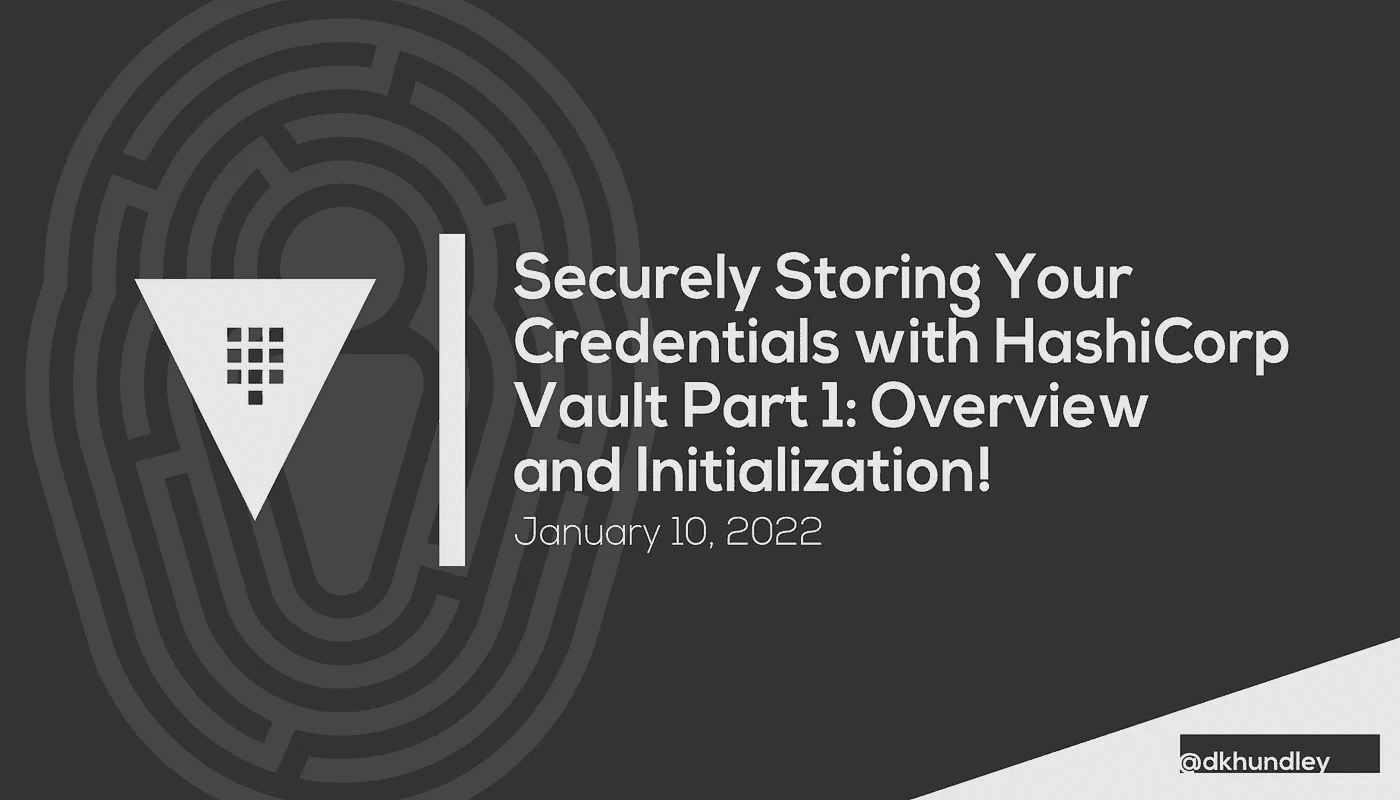 Securely Storing Your
Credentials with HashiCorp
Vault Part 1: Overview
and Initialization!
January 10, 2022
@dkhundley